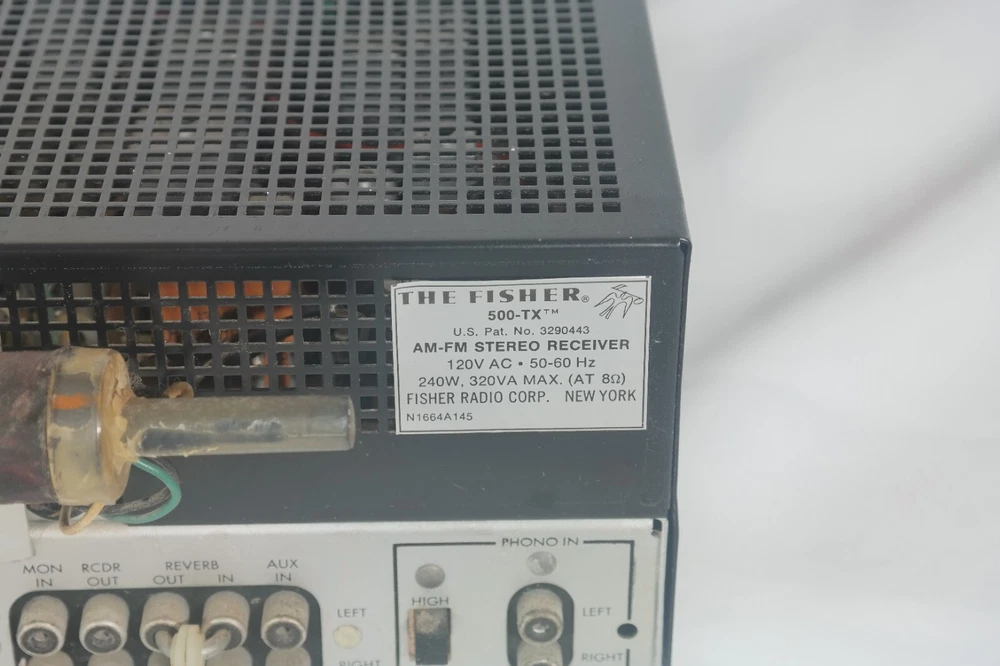 THE FISHER®
500-TX™
U.S. Pat. No. 3290443
AM-FM STEREO RECEIVER
120V AC • 50-60 Hz
240W, 320VA MAX. (AT 8Ω)
FISHER RADIO CORP. NEW YORK
N1664A145
PHONO IN
MON IN
RCDR OUT
REVERB
OUT IN
AUX IN
HIGH
LEFT
LEFT
RIGHT
RIGHT